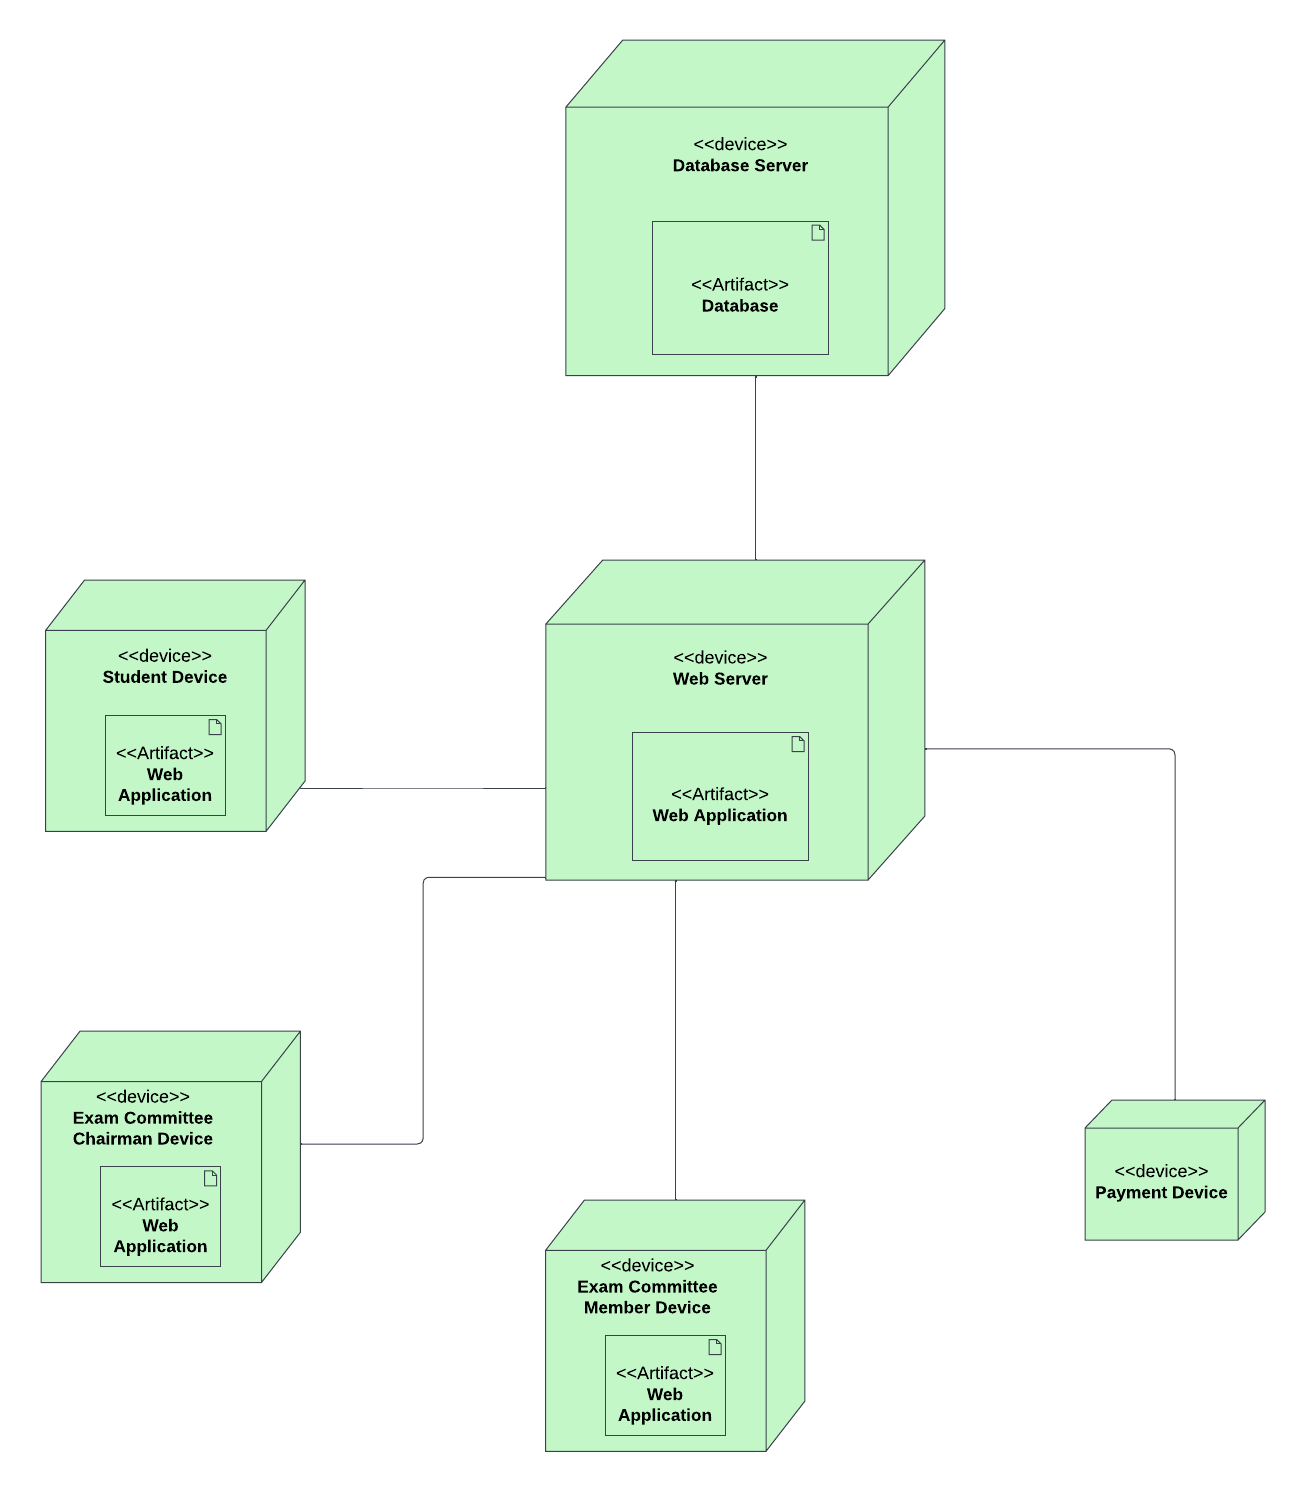 <<device>>
Database Server
<<Artifact>>
Database
<<device>>
Student Device
<<Artifact>>
Web
Application
<<device>>
Web Server
<<Artifact>>
Web Application
<<device>>
Exam Committee
Chairman Device
<<Artifact>>
Web
Application
<<device>>
Exam Committee
Member Device
<<Artifact>>
Web
Application
<<device>>
Payment Device